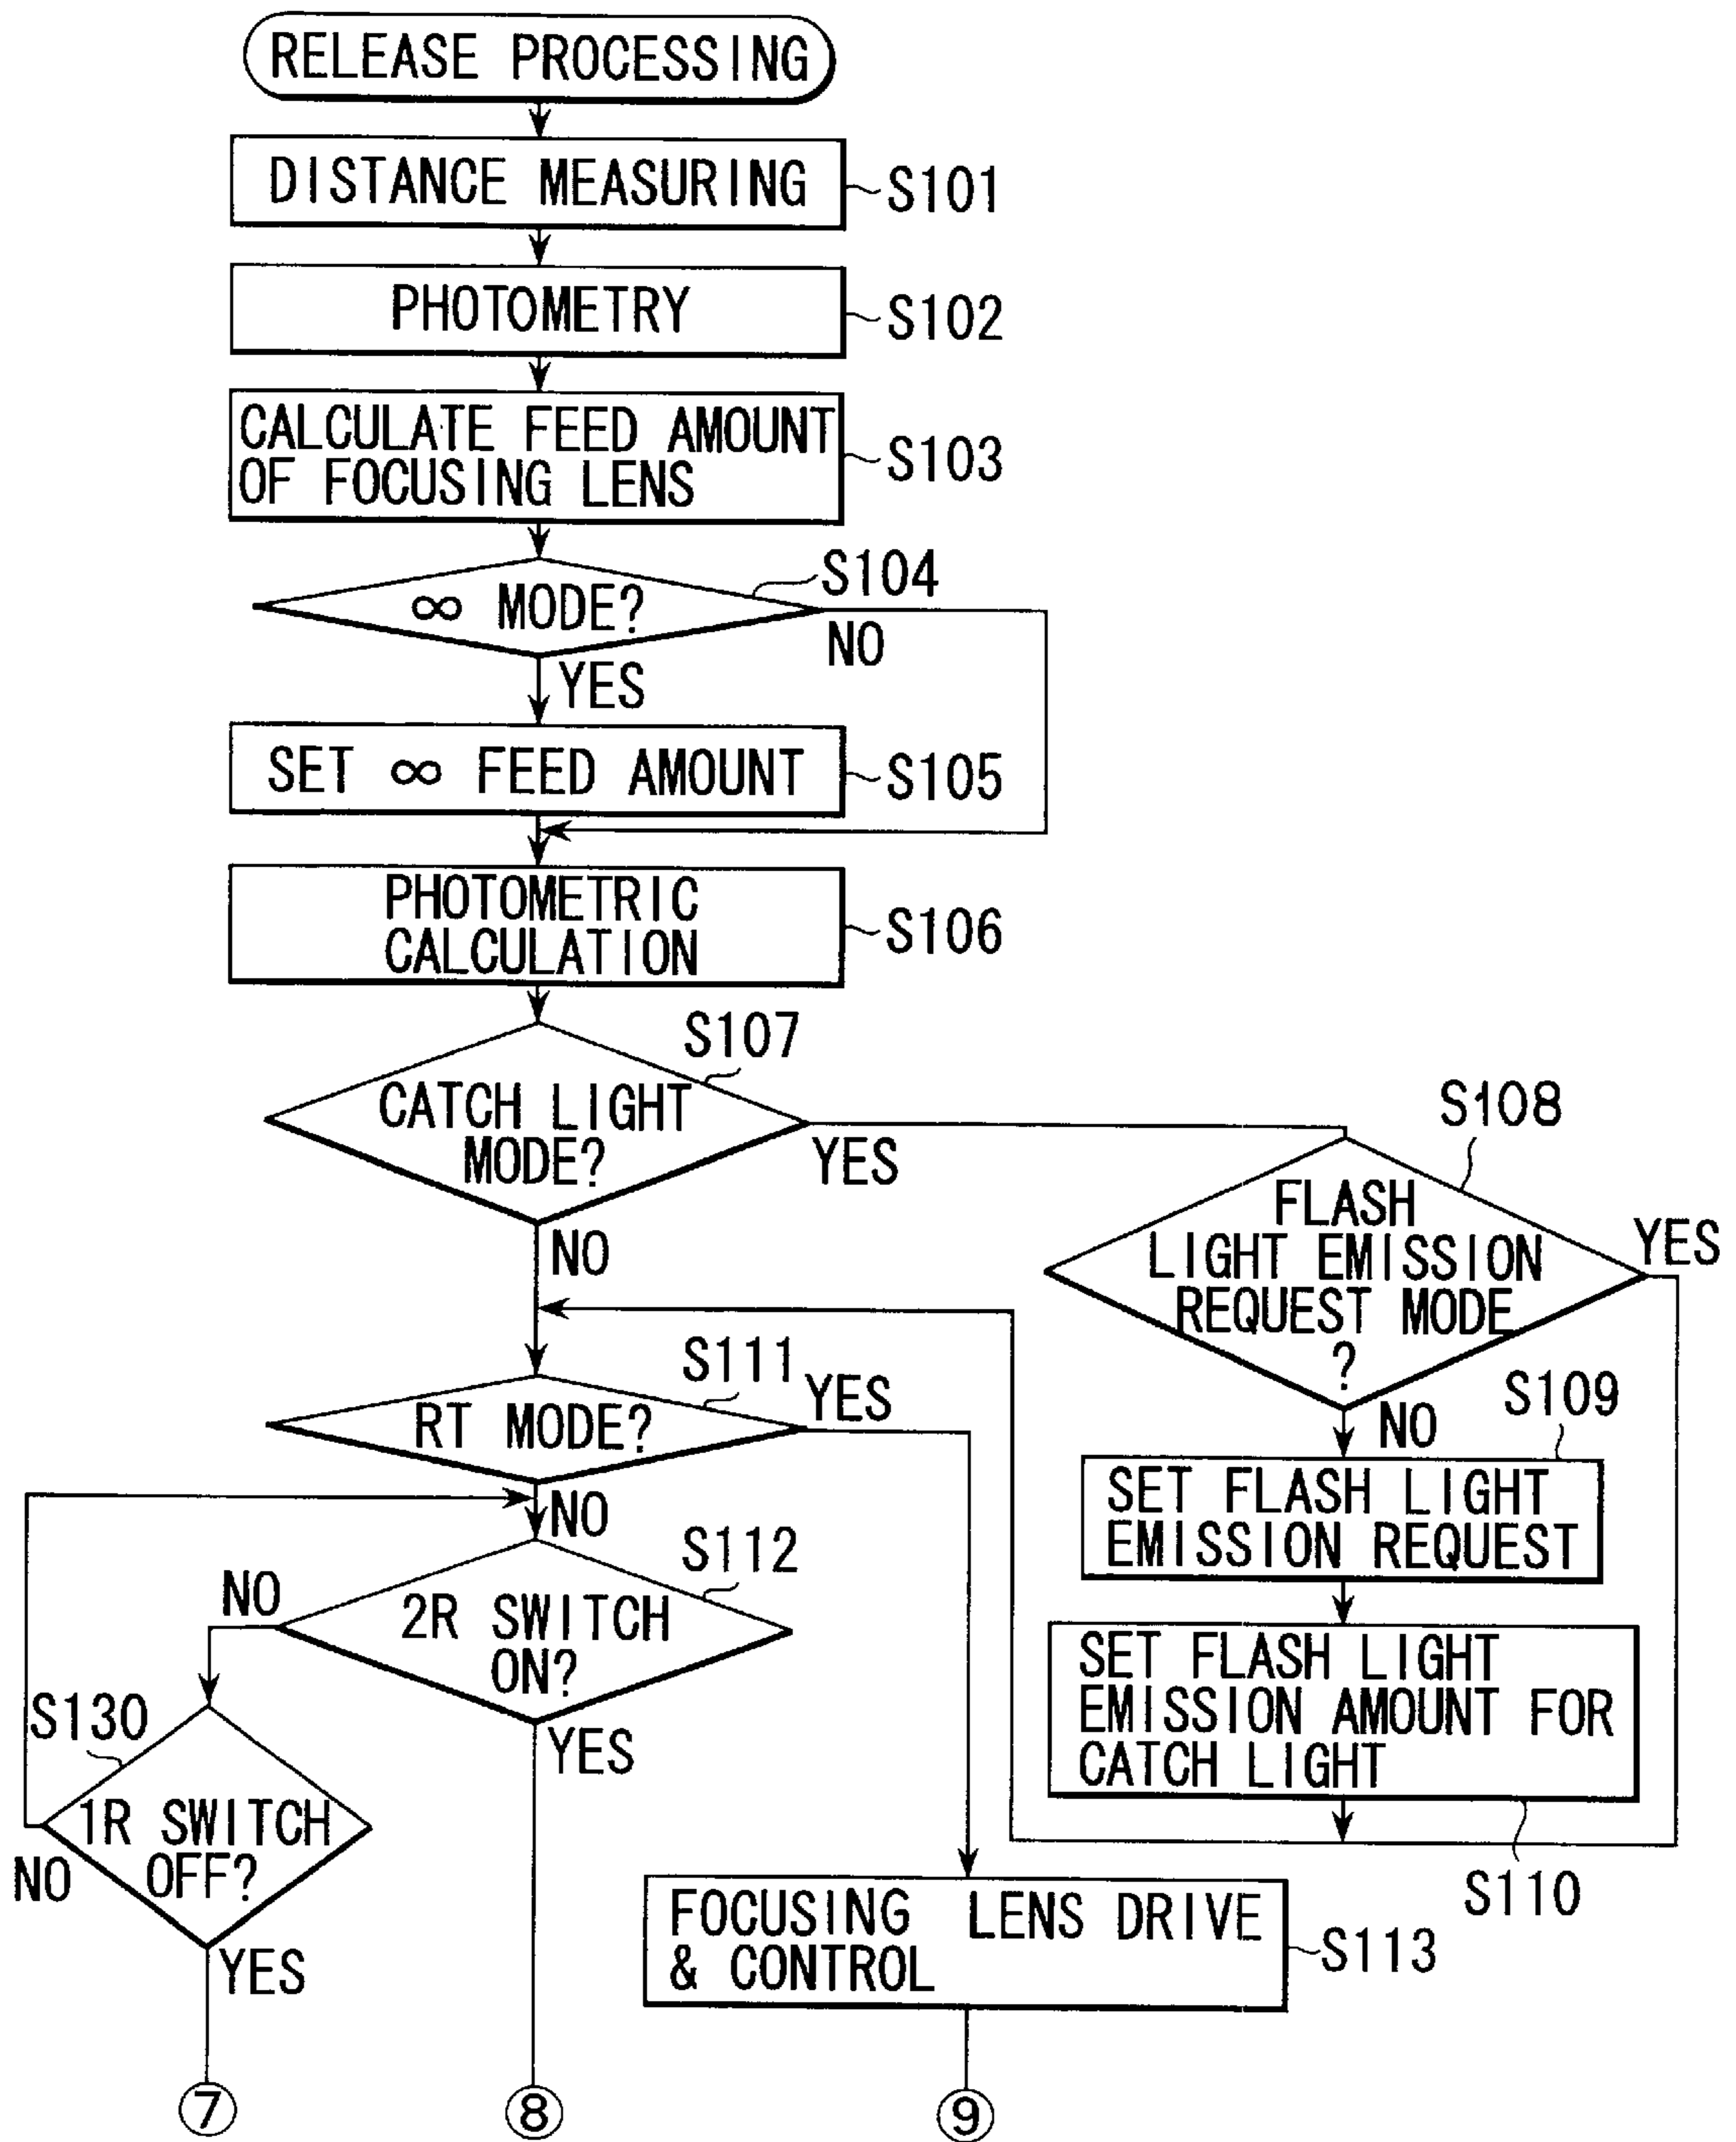 RELEASE PROCESSING
DISTANCE MEASURING
S101
PHOTOMETRY
S102
CALCULATE FEED AMOUNT
OF FOCUSING LENS
S103
S104
∞ MODE?
NO
YES
SET ∞ FEED AMOUNT
S105
PHOTOMETRIC
CALCULATION
S106
S107
CATCH LIGHT
MODE?
YES
NO
S108
FLASH
LIGHT EMISSION
REQUEST MODE
?
YES
NO
S109
SET FLASH LIGHT
EMISSION REQUEST
SET FLASH LIGHT
EMISSION AMOUNT FOR
CATCH LIGHT
S110
S111
RT MODE?
YES
NO
S112
2R SWITCH
ON?
NO
YES
S130
1R SWITCH
OFF?
NO
YES
FOCUSING LENS DRIVE
& CONTROL
S113
7
8
9